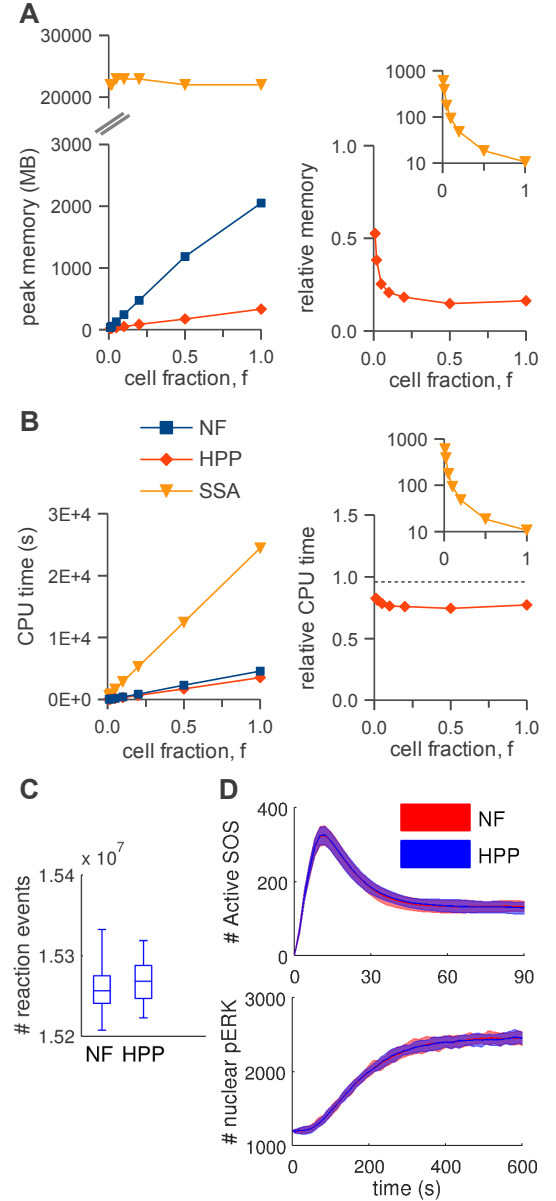 A
30000
20000
3000
2000
1000
0
peak memory (MB)
0.0
0.5
1.0
cell fraction, f
1000
100
10
0
1
1.0
0.5
0.0
relative memory
0.0
0.5
1.0
cell fraction, f
B
NF
HPP
SSA
3E+4
2E+4
1E+4
0E+0
CPU time (s)
0.0
0.5
1.0
cell fraction, f
1000
100
10
0
1
1.5
1.0
0.5
0.0
relative CPU time
0.0
0.5
1.0
cell fraction, f
C
x 10^7
1.54
1.53
1.52
# reaction events
NF HPP
D
400
200
0
# Active SOS
NF
HPP
0
30
60
90
3000
2000
1000
# nuclear pERK
0
200
400
600
time (s)